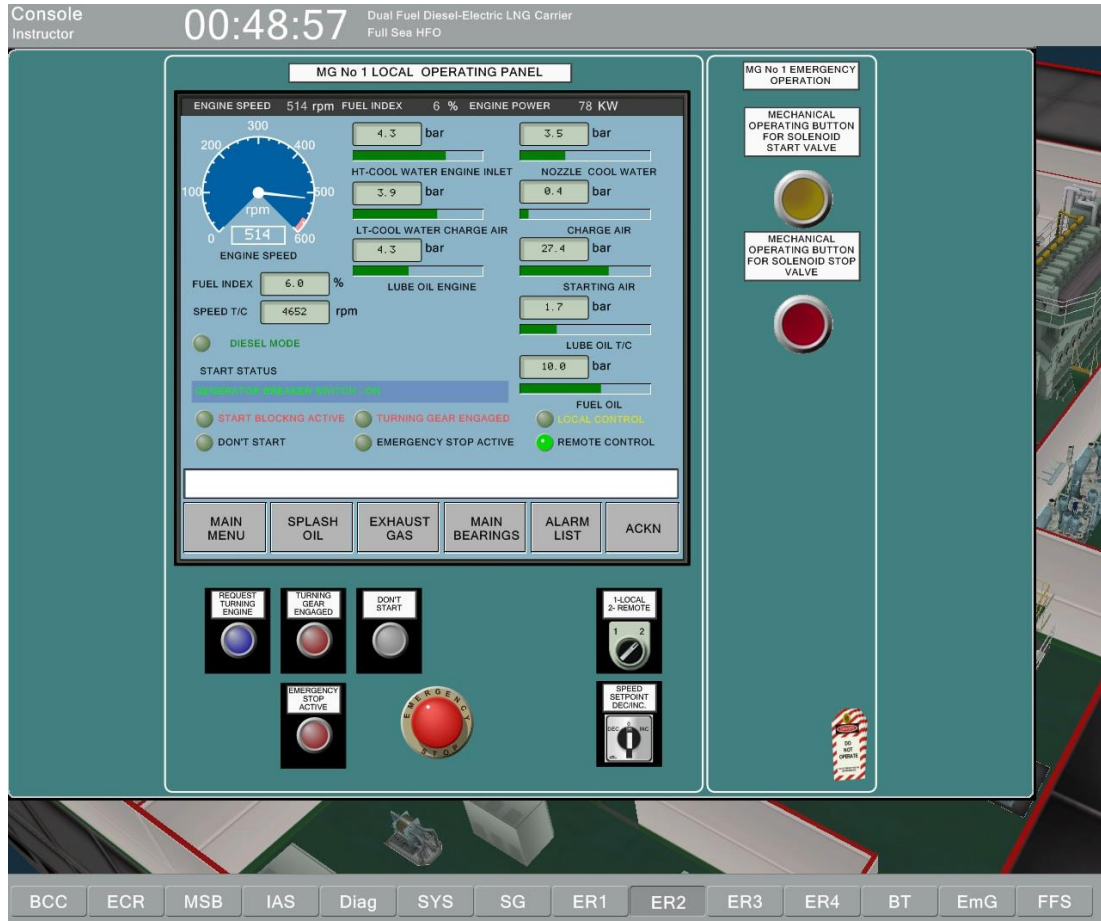 Console
Instructor
00:48:57
Dual Fuel Diesel-Electric LNG Carrier
Full Sea HFO
MG No 1 LOCAL OPERATING PANEL
ENGINE SPEED 514 rpm FUEL INDEX 6 % ENGINE POWER 78 KW
0 100 200 300 400 500 600
rpm
514
ENGINE SPEED
4.3 bar
HT-COOL WATER ENGINE INLET
3.9 bar
LT-COOL WATER CHARGE AIR
4.3 bar
LUBE OIL ENGINE
3.5 bar
NOZZLE COOL WATER
0.4 bar
CHARGE AIR
27.4 bar
STARTING AIR
1.7 bar
LUBE OIL T/C
10.0 bar
FUEL OIL
FUEL INDEX 6.0 %
SPEED T/C 4652 rpm
DIESEL MODE
START STATUS
GENERATOR BREAKER SWITCH - ON
START BLOCKNG ACTIVE
TURNING GEAR ENGAGED
LOCAL CONTROL
DON'T START
EMERGENCY STOP ACTIVE
REMOTE CONTROL
MAIN
MENU
SPLASH
OIL
EXHAUST
GAS
MAIN
BEARINGS
ALARM
LIST
ACKN
REQUEST
TURNING
ENGINE
TURNING
GEAR
ENGAGED
DON'T
START
1-LOCAL
2- REMOTE
1 2
EMERGENCY
STOP
ACTIVE
EMERGENCY
STOP
SPEED
SETPOINT
DEC/INC.
DEC 0 INC
MG No 1 EMERGENCY
OPERATION
MECHANICAL
OPERATING BUTTON
FOR SOLENOID
START VALVE
MECHANICAL
OPERATING BUTTON
FOR SOLENOID STOP
VALVE
DO
NOT
OPERATE
BCC ECR MSB IAS Diag SYS SG ER1 ER2 ER3 ER4 BT EmG FFS